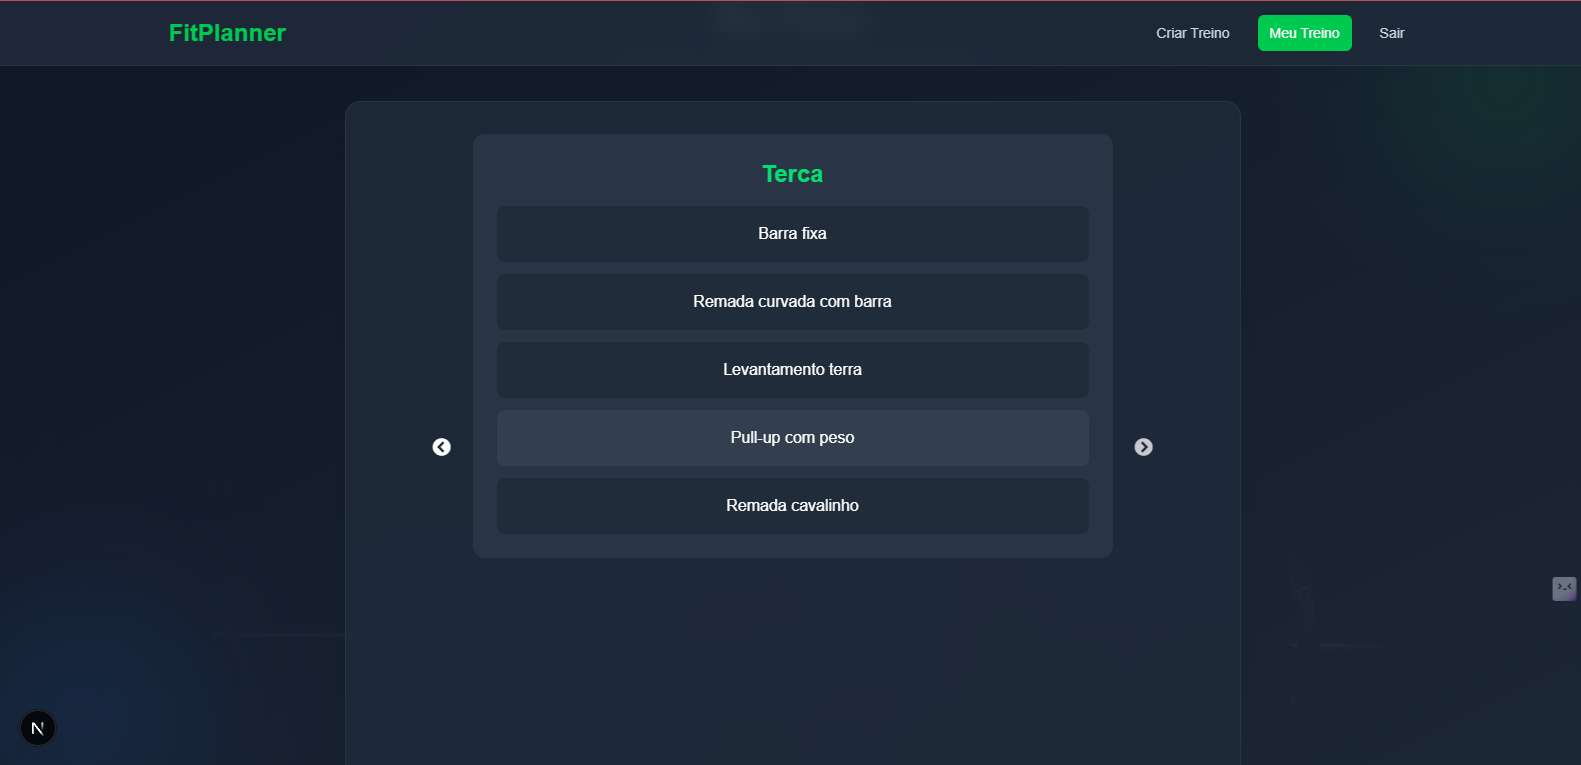 FitPlanner
Criar Treino
Meu Treino
Sair
Terca
Barra fixa
Remada curvada com barra
Levantamento terra
Pull-up com peso
Remada cavalinho
N